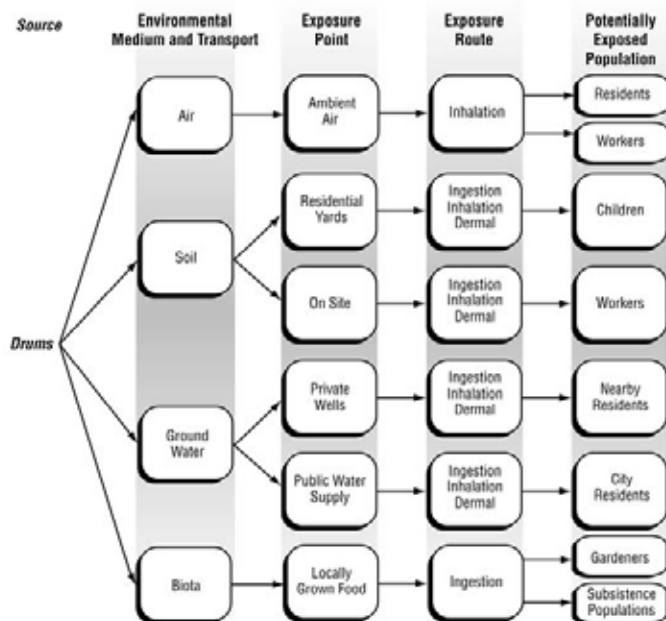 Source
Environmental
Medium and Transport
Exposure
Point
Exposure
Route
Potentially
Exposed
Population
Drums
Air
Ambient
Air
Inhalation
Residents
Workers
Soil
Residential
Yards
Ingestion
Inhalation
Dermal
Children
On Site
Ingestion
Inhalation
Dermal
Workers
Ground
Water
Private
Wells
Ingestion
Inhalation
Dermal
Nearby
Residents
Public Water
Supply
Ingestion
Inhalation
Dermal
City
Residents
Biota
Locally
Grown Food
Ingestion
Gardeners
Subsistence
Populations